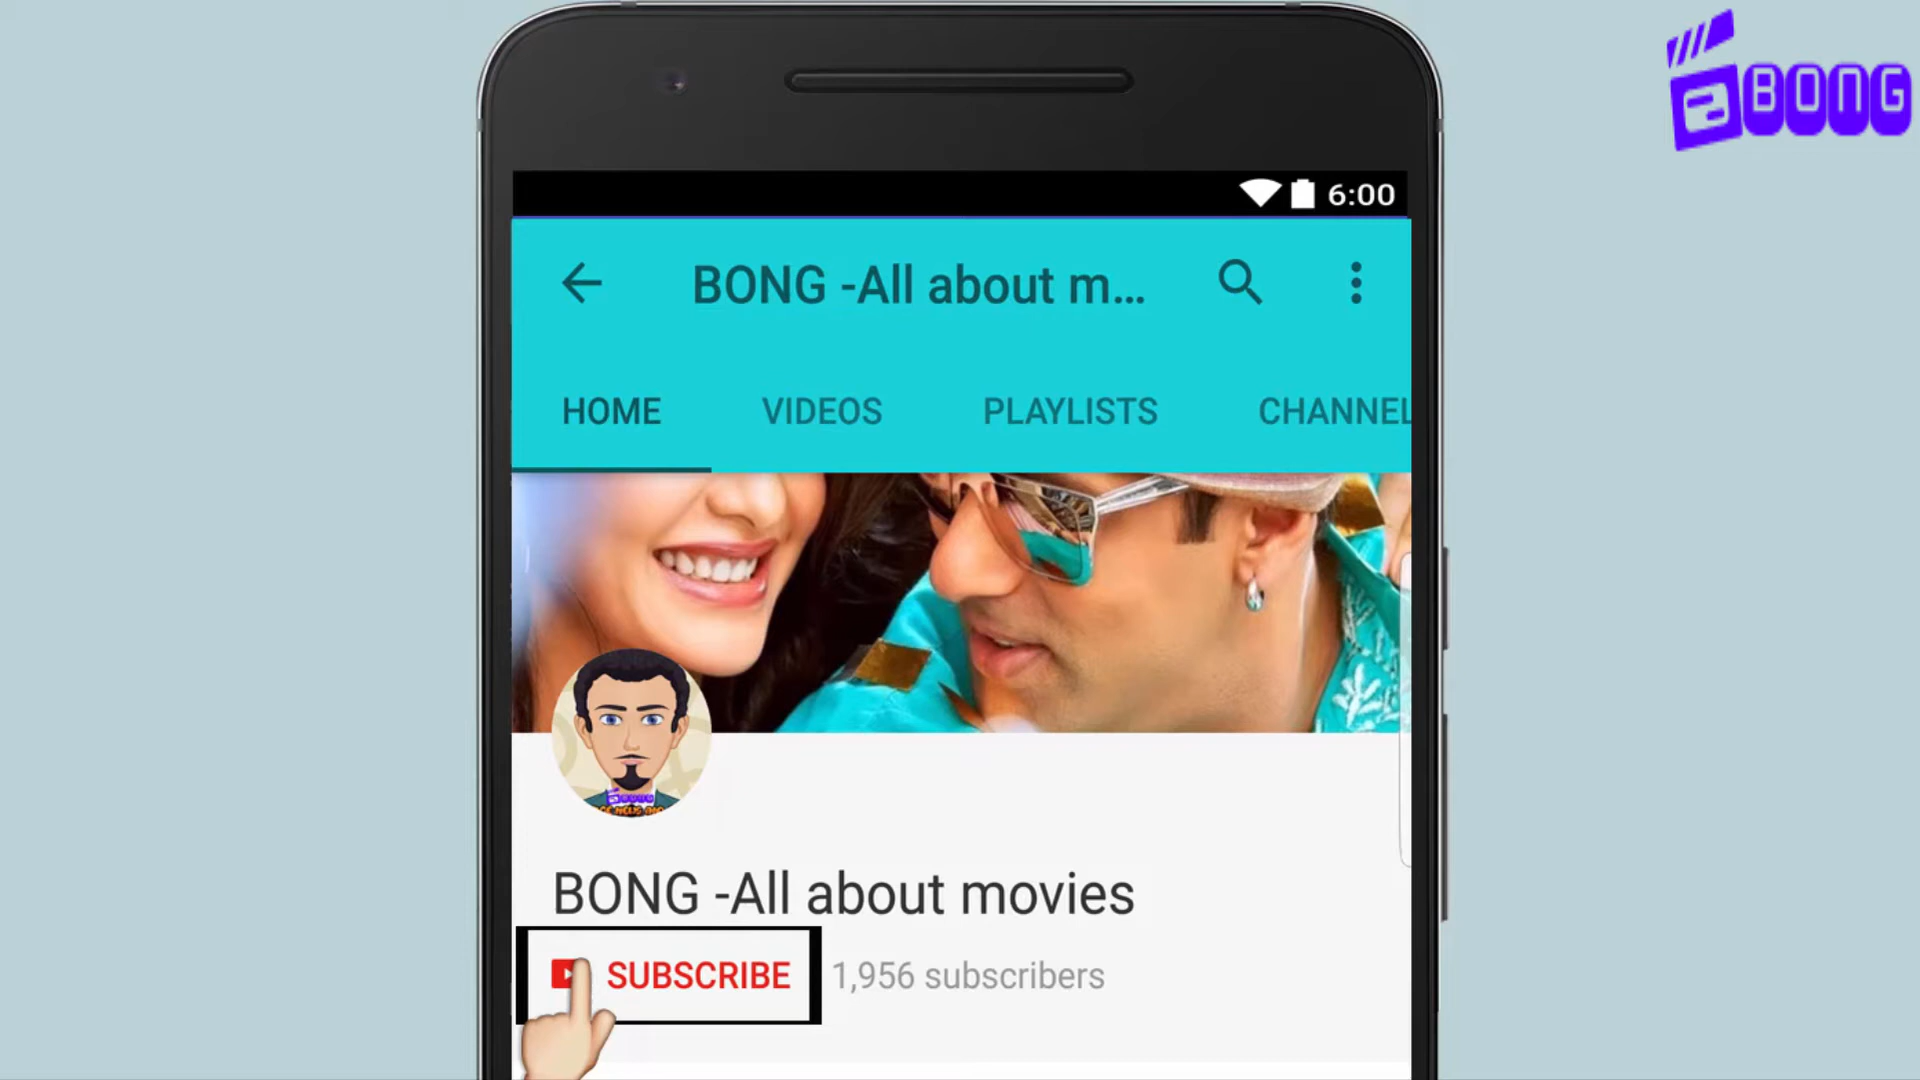 BONG
6:00
BONG -All about m...
HOME VIDEOS PLAYLISTS CHANNEL
BONG -All about movies
SUBSCRIBE 1,956 subscribers